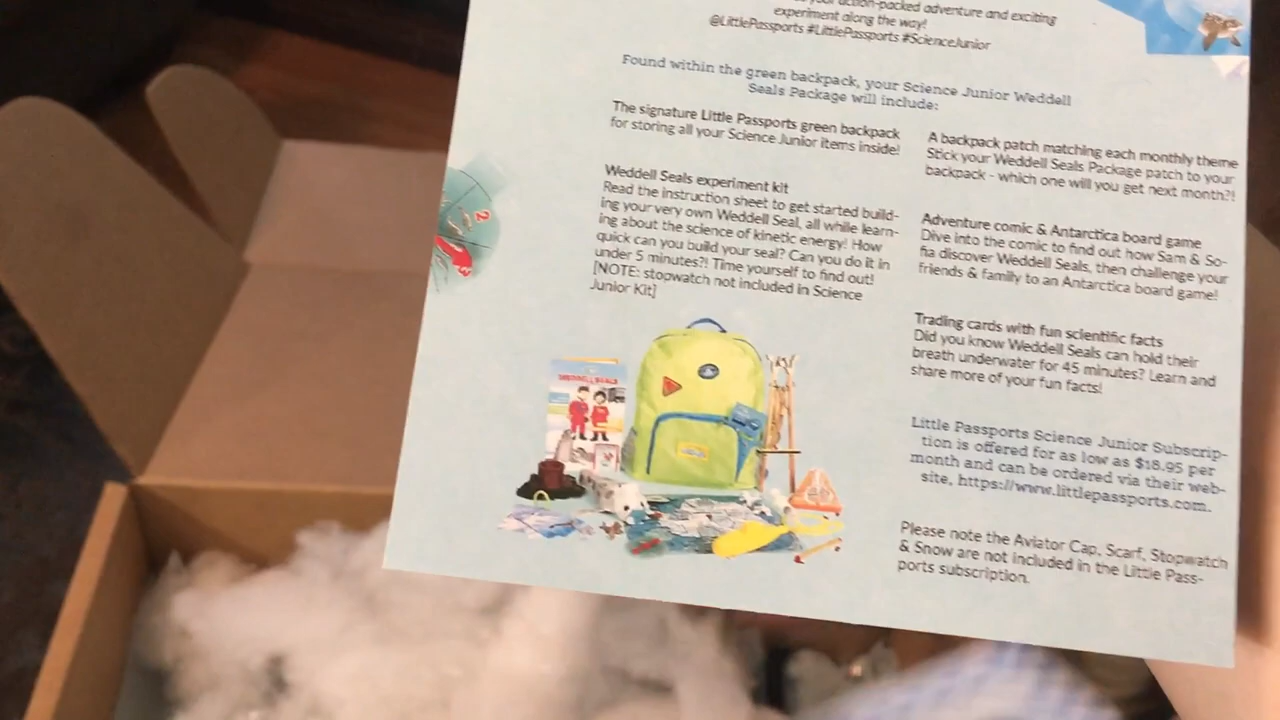 your action-packed adventure and exciting
experiment along the way!
@LittlePassports #LittlePassports #ScienceJunior
Found within the green backpack, your Science Junior Weddell
Seals Package will include:
The signature Little Passports green backpack
for storing all your Science Junior items inside!
Weddell Seals experiment kit
Read the instruction sheet to get started build-
ing your very own Weddell Seal, all while learn-
ing about the science of kinetic energy! How
quick can you build your seal? Can you do it in
under 5 minutes?! Time yourself to find out!
[NOTE: stopwatch not included in Science
Junior Kit]
A backpack patch matching each monthly theme
Stick your Weddell Seals Package patch to your
backpack - which one will you get next month?!
Adventure comic & Antarctica board game
Dive into the comic to find out how Sam & So-
fia discover Weddell Seals, then challenge your
friends & family to an Antarctica board game!
Trading cards with fun scientific facts
Did you know Weddell Seals can hold their
breath underwater for 45 minutes? Learn and
share more of your fun facts!
Little Passports Science Junior Subscrip-
tion is offered for as low as $18.95 per
month and can be ordered via their web-
site, https://www.littlepassports.com.
Please note the Aviator Cap, Scarf, Stopwatch
& Snow are not included in the Little Pass-
ports subscription.
2